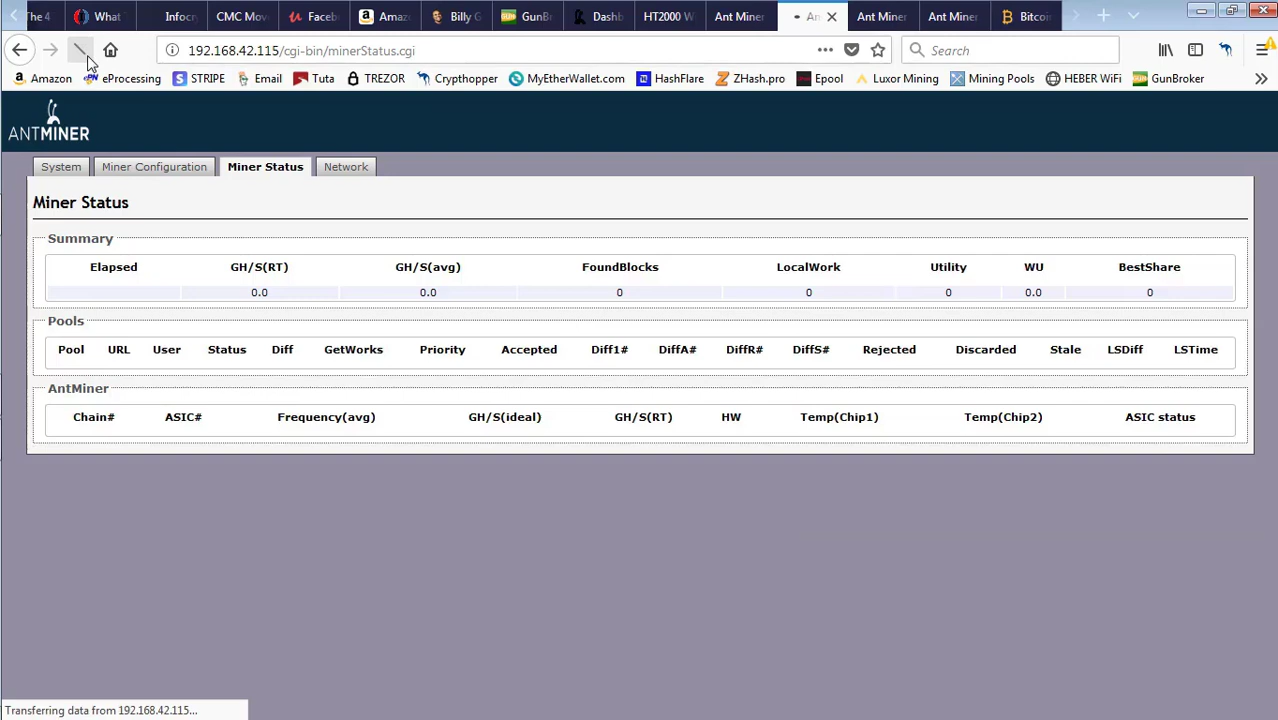 The 4 What Infocr CMC Mov Faceb Amaz Billy G GunB Dashb HT2000 W Ant Miner An Ant Miner Ant Miner Bitcoi
192.168.42.115/cgi-bin/minerStatus.cgi Search
Amazon eProcessing STRIPE Email Tuta TREZOR Crypthopper MyEtherWallet.com HashFlare ZHash.pro Epool Luxor Mining Mining Pools HEBER WiFi GunBroker
ANTMINER
System Miner Configuration Miner Status Network
Miner Status
Summary
Elapsed GH/S(RT) GH/S(avg) FoundBlocks LocalWork Utility WU BestShare
0.0 0.0 0 0 0 0.0 0
Pools
Pool URL User Status Diff GetWorks Priority Accepted Diff1# DiffA# DiffR# DiffS# Rejected Discarded Stale LSDiff LSTime
AntMiner
Chain# ASIC# Frequency(avg) GH/S(ideal) GH/S(RT) HW Temp(Chip1) Temp(Chip2) ASIC status
Transferring data from 192.168.42.115...